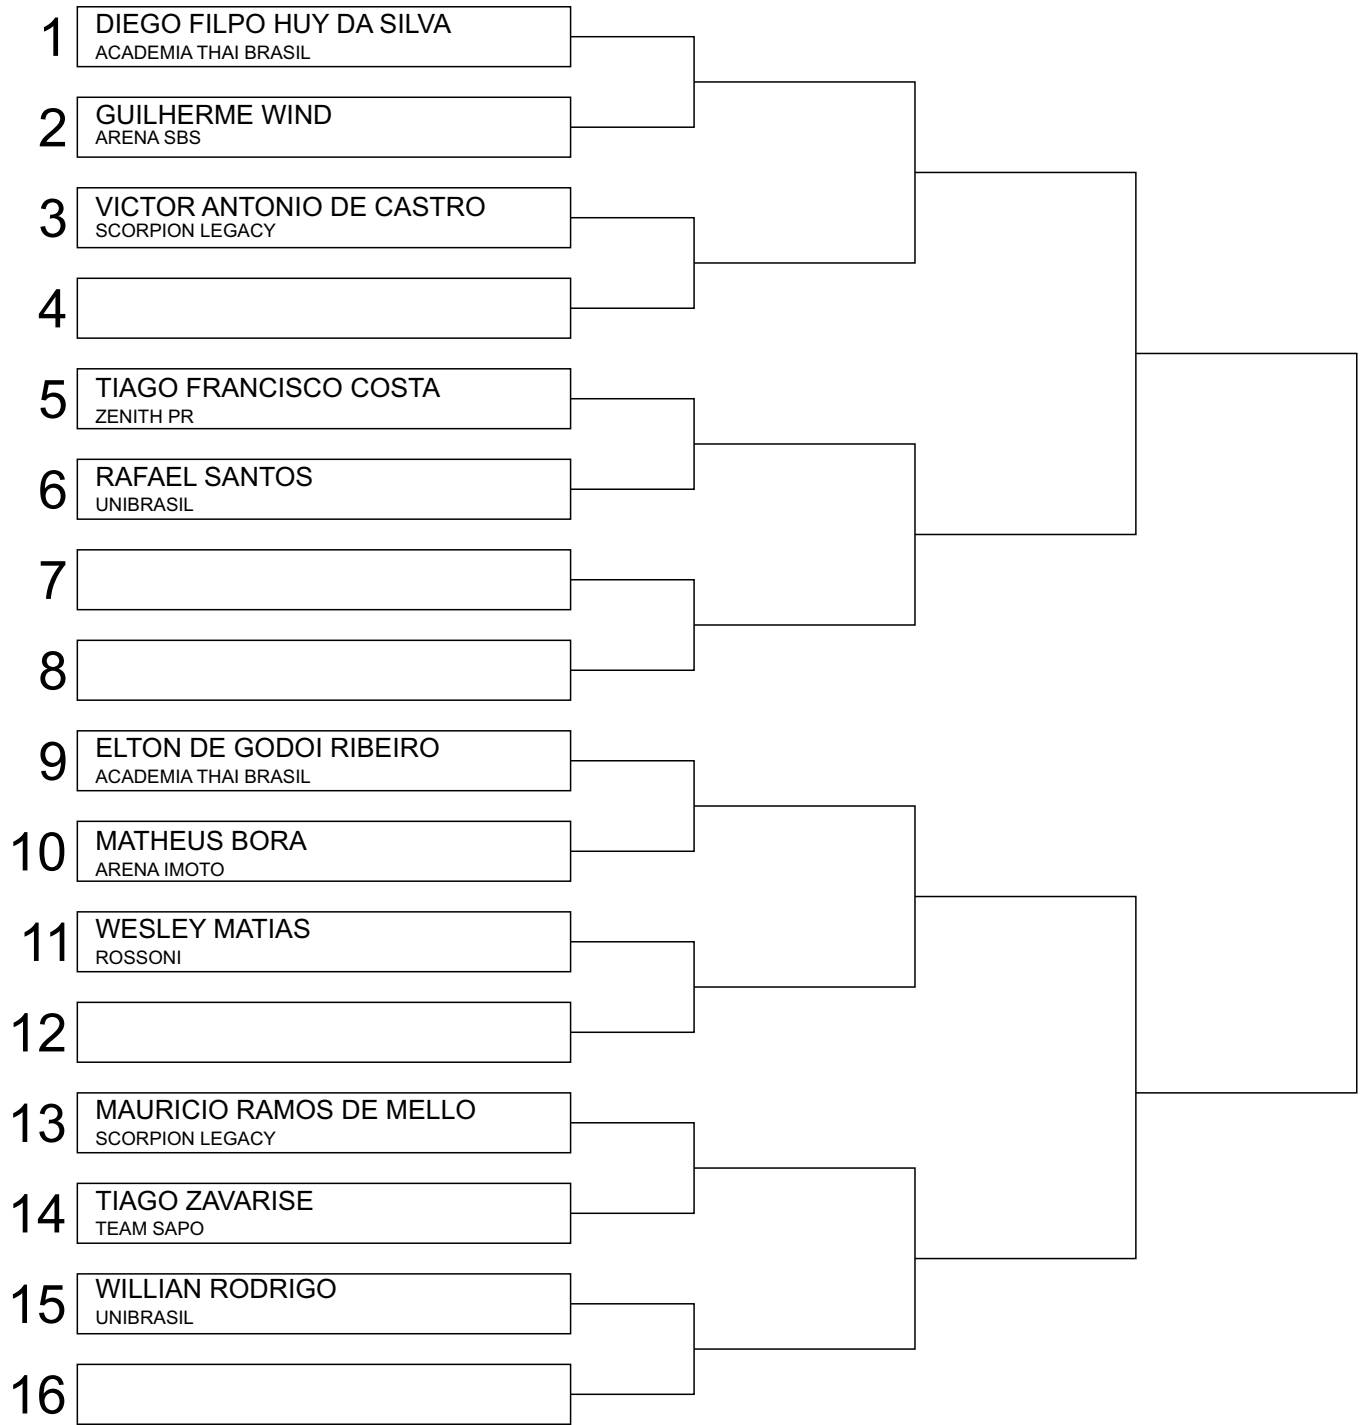 1
DIEGO FILPO HUY DA SILVA
ACADEMIA THAI BRASIL
2
GUILHERME WIND
ARENA SBS
3
VICTOR ANTONIO DE CASTRO
SCORPION LEGACY
4
5
TIAGO FRANCISCO COSTA
ZENITH PR
6
RAFAEL SANTOS
UNIBRASIL
7
8
9
ELTON DE GODOI RIBEIRO
ACADEMIA THAI BRASIL
10
MATHEUS BORA
ARENA IMOTO
11
WESLEY MATIAS
ROSSONI
12
13
MAURICIO RAMOS DE MELLO
SCORPION LEGACY
14
TIAGO ZAVARISE
TEAM SAPO
15
WILLIAN RODRIGO
UNIBRASIL
16